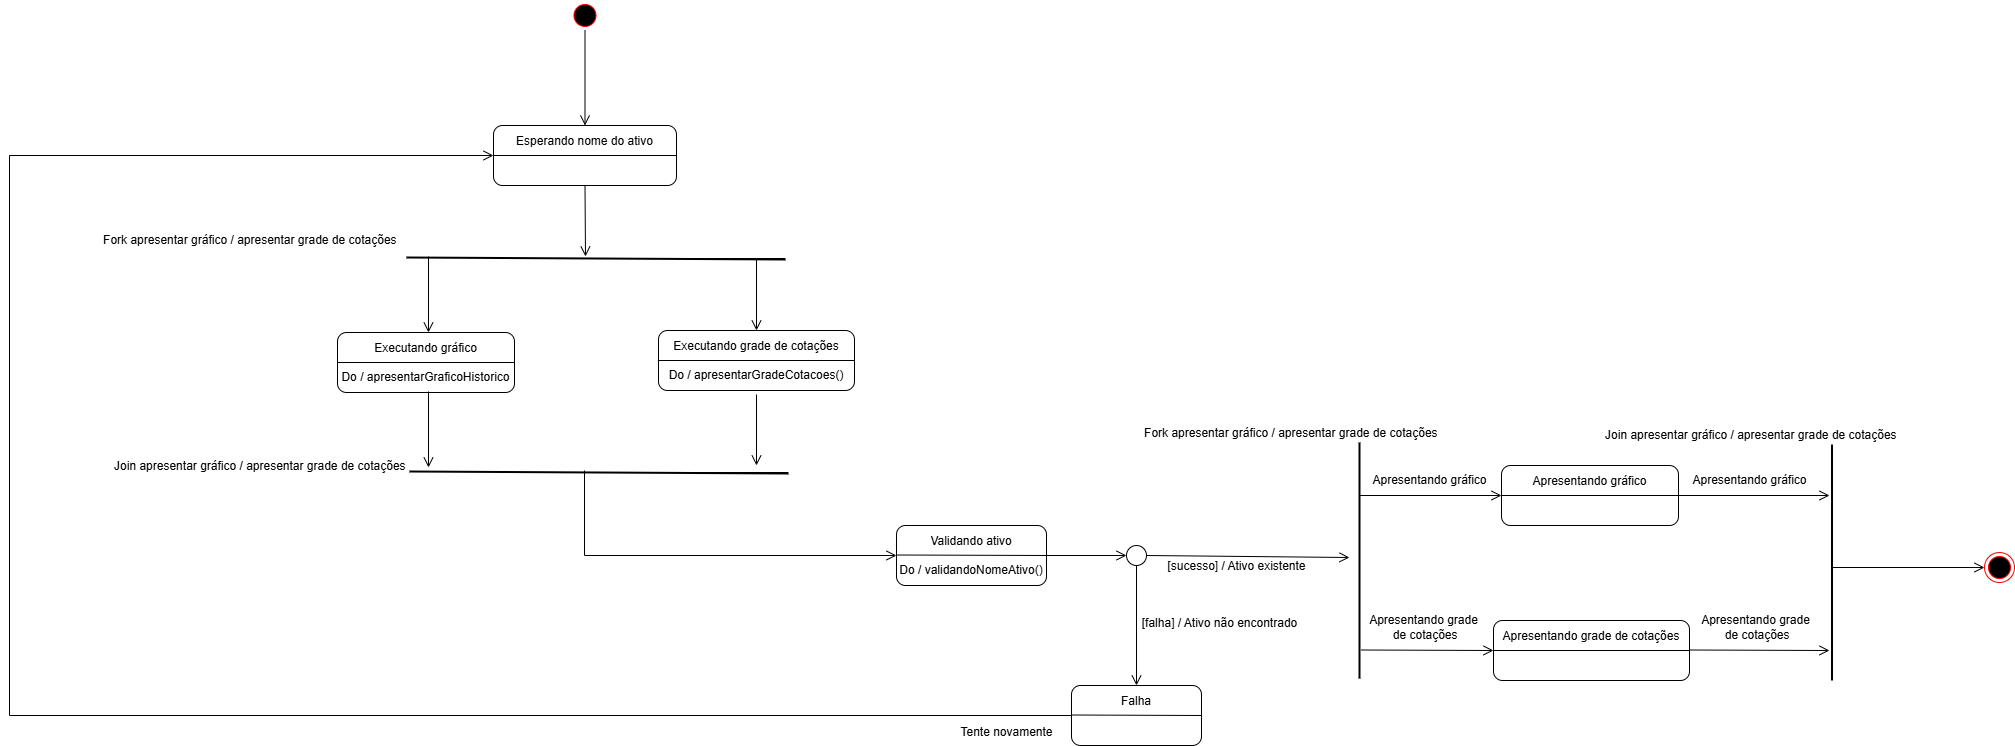 Esperando nome do ativo
Fork apresentar gráfico / apresentar grade de cotações
Executando gráfico
Do / apresentarGraficoHistorico
Executando grade de cotações
Do / apresentarGradeCotacoes()
Join apresentar gráfico / apresentar grade de cotações
Validando ativo
Do / validandoNomeAtivo()
[sucesso] / Ativo existente
[falha] / Ativo não encontrado
Falha
Tente novamente
Fork apresentar gráfico / apresentar grade de cotações
Apresentando gráfico
Apresentando gráfico
Apresentando gráfico
Apresentando grade
de cotações
Apresentando grade de cotações
Apresentando grade
de cotações
Join apresentar gráfico / apresentar grade de cotações